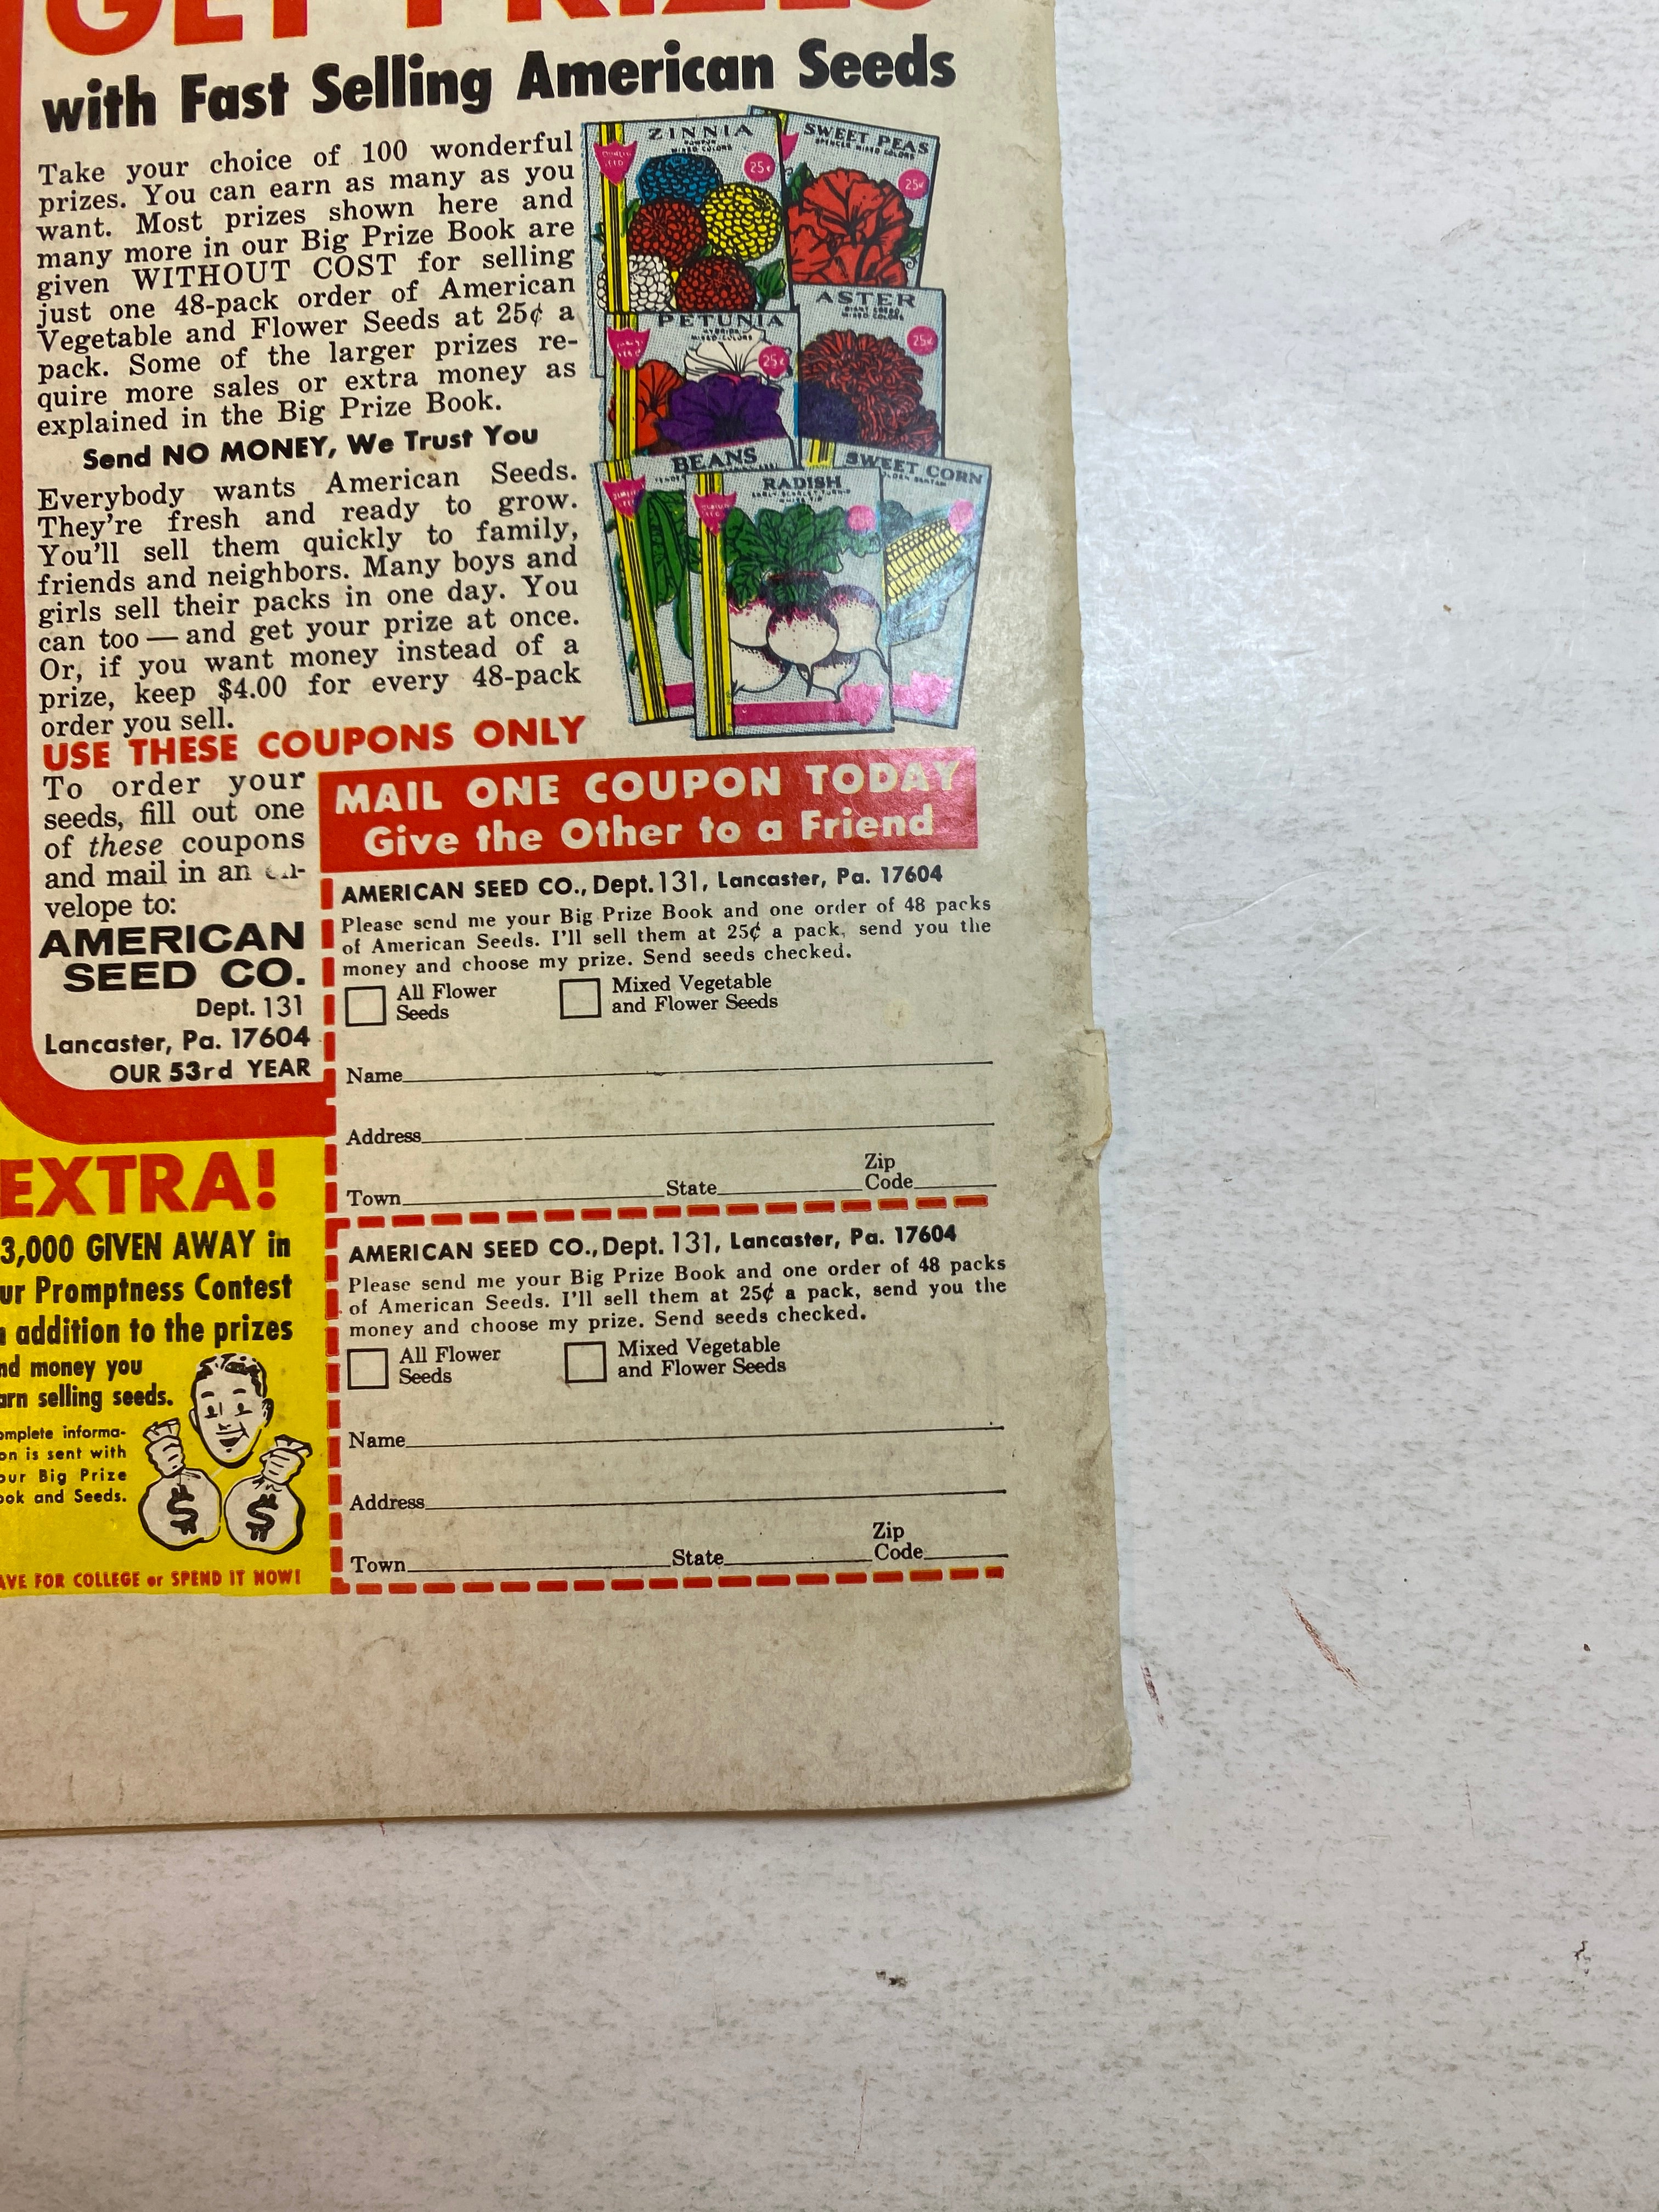 GET PRIZES
with Fast Selling American Seeds
Take your choice of 100 wonderful
prizes. You can earn as many as you
want. Most prizes shown here and
many more in our Big Prize Book are
given WITHOUT COST for selling
just one 48-pack order of American
Vegetable and Flower Seeds at 25¢ a
pack. Some of the larger prizes re-
quire more sales or extra money as
explained in the Big Prize Book.
Send NO MONEY, We Trust You
Everybody wants American Seeds.
They're fresh and ready to grow.
You'll sell them quickly to family,
friends and neighbors. Many boys and
girls sell their packs in one day. You
can too — and get your prize at once.
Or, if you want money instead of a
prize, keep $4.00 for every 48-pack
order you sell.
ZINNIA
MIXED COLORS
25¢
SWEET PEAS
SPENCER MIXED COLORS
25¢
PETUNIA
MIXED COLORS
25¢
ASTER
MIXED COLORS
25¢
BEANS
RADISH
SWEET CORN
USE THESE COUPONS ONLY
To order your
seeds, fill out one
of these coupons
and mail in an
velope to:
AMERICAN
SEED CO.
Dept. 131
Lancaster, Pa. 17604
OUR 53rd YEAR
MAIL ONE COUPON TODAY
Give the Other to a Friend
AMERICAN SEED CO., Dept. 131, Lancaster, Pa. 17604
Please send me your Big Prize Book and one order of 48 packs
of American Seeds. I'll sell them at 25¢ a pack, send you the
money and choose my prize. Send seeds checked.
All Flower Seeds
Mixed Vegetable and Flower Seeds
Name
Address
Town State Zip Code
EXTRA!
3,000 GIVEN AWAY in
ur Promptness Contest
addition to the prizes
nd money you
arn selling seeds.
omplete informa-
on is sent with
our Big Prize
ook and Seeds.
$ $
AVE FOR COLLEGE or SPEND IT NOW!
AMERICAN SEED CO., Dept. 131, Lancaster, Pa. 17604
Please send me your Big Prize Book and one order of 48 packs
of American Seeds. I'll sell them at 25¢ a pack, send you the
money and choose my prize. Send seeds checked.
All Flower Seeds
Mixed Vegetable and Flower Seeds
Name
Address
Town State Zip Code